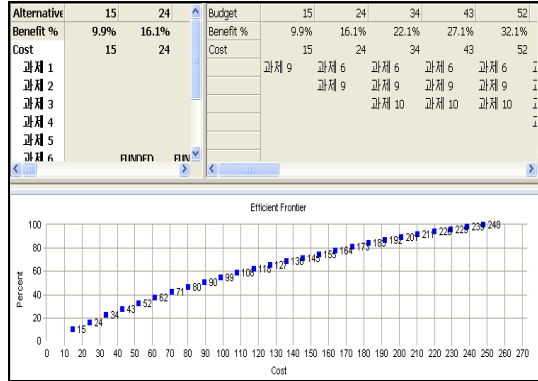 Alternative 15 24
Benefit % 9.9% 16.1%
Cost 15 24
과제 1
과제 2
과제 3
과제 4
과제 5
과제 6 FUNDED FUN
Budget 15 24 34 43 52
Benefit % 9.9% 16.1% 22.1% 27.1% 32.1%
Cost 15 24 34 43 52
과제 9 과제 6 과제 6 과제 6 과제 6
과제 9 과제 9 과제 9 과제 9
과제 10 과제 10 과제 10
Efficient Frontier
Percent
100
80
60
40
20
0
15 24 34 43 52 62 71 80 90 99 108 118 127 136 145 155 164 173 183 192 201 211 220 229 239 248
0 10 20 30 40 50 60 70 80 90 100 110 120 130 140 150 160 170 180 190 200 210 220 230 240 250 260 270
Cost